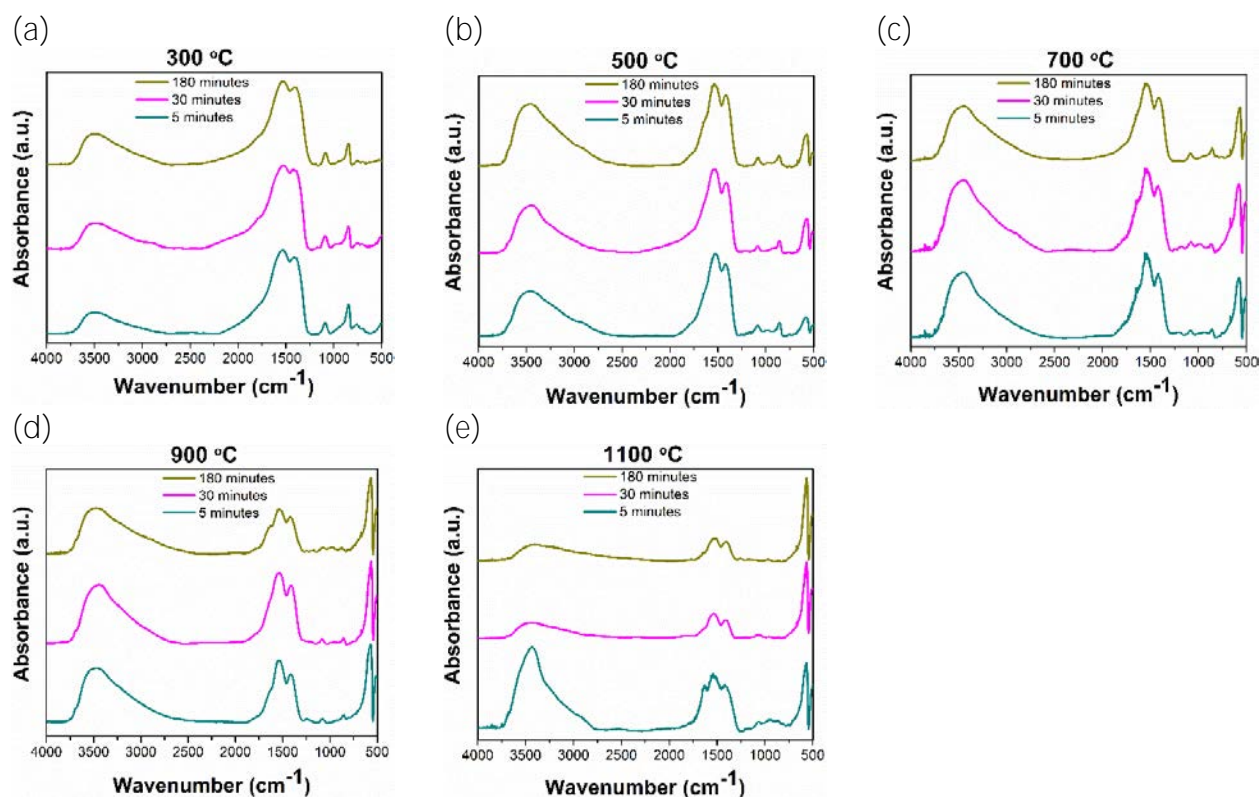 (a)
300 °C
180 minutes
30 minutes
5 minutes
Absorbance (a.u.)
4000 3500 3000 2500 2000 1500 1000 500
Wavenumber (cm-1)
(b)
500 °C
180 minutes
30 minutes
5 minutes
Absorbance (a.u.)
4000 3500 3000 2500 2000 1500 1000 500
Wavenumber (cm-1)
(c)
700 °C
180 minutes
30 minutes
5 minutes
Absorbance (a.u.)
4000 3500 3000 2500 2000 1500 1000 500
Wavenumber (cm-1)
(d)
900 °C
180 minutes
30 minutes
5 minutes
Absorbance (a.u.)
4000 3500 3000 2500 2000 1500 1000 500
Wavenumber (cm-1)
(e)
1100 °C
180 minutes
30 minutes
5 minutes
Absorbance (a.u.)
4000 3500 3000 2500 2000 1500 1000 500
Wavenumber (cm-1)